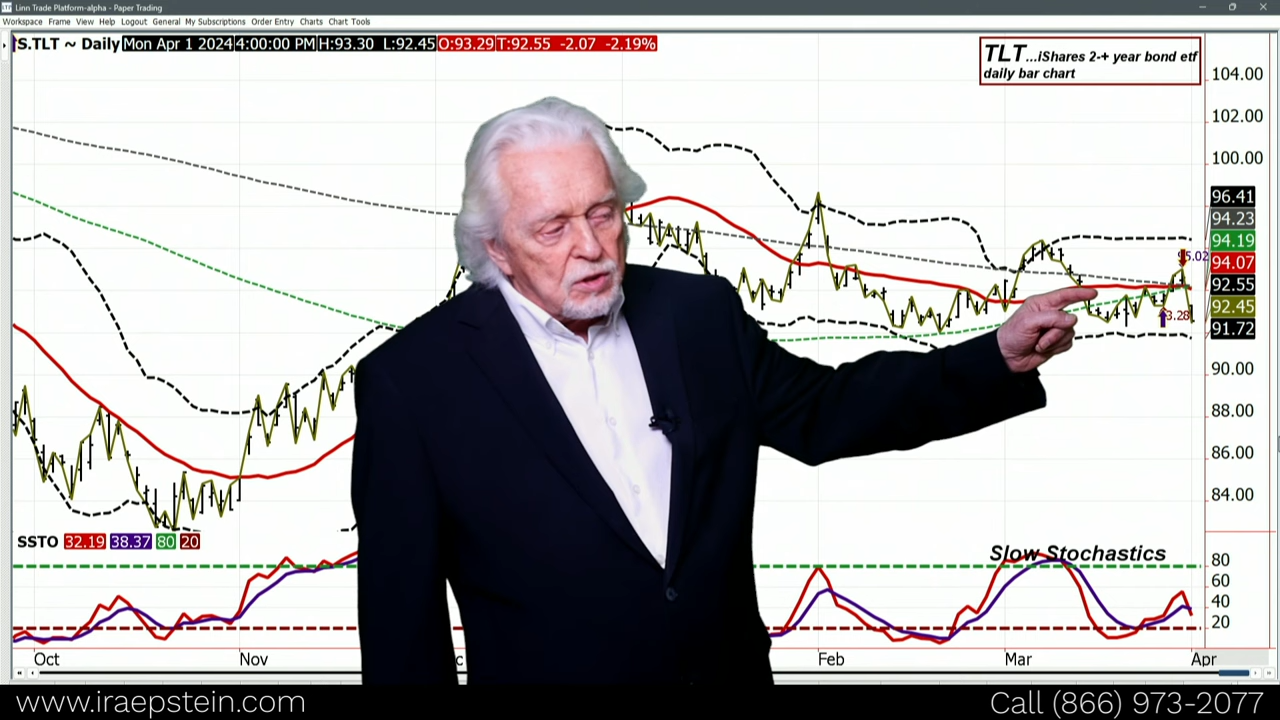 Linn Trade Platform-alpha - Paper Trading
Workspace Frame View Help Logout General My Subscriptions Order Entry Charts Chart Tools
S.TLT ~ Daily Mon Apr 1 2024 4:00:00 PM H:93.30 L:92.45 O:93.29 T:92.55 -2.07 -2.19%
TLT...iShares 2-+ year bond etf
daily bar chart
104.00
102.00
100.00
96.41
94.23
94.19
94.07
92.55
92.45
91.72
90.00
88.00
86.00
84.00
SSTO 32.19 38.37 80 20
Slow Stochastics
80
60
40
20
Oct Nov Feb Mar Apr
www.iraepstein.com Call (866) 973-2077